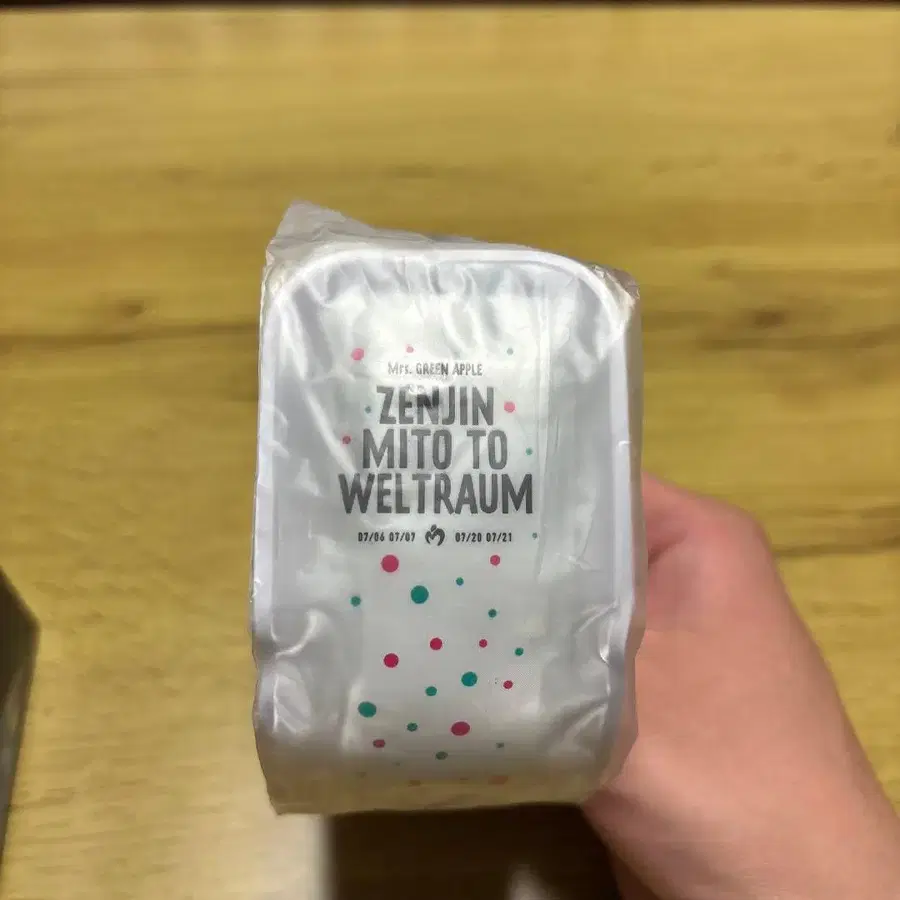 Mrs. GREEN APPLE
ZENJIN
MITO TO
WELTRAUM
07/06 07/07 07/20 07/21